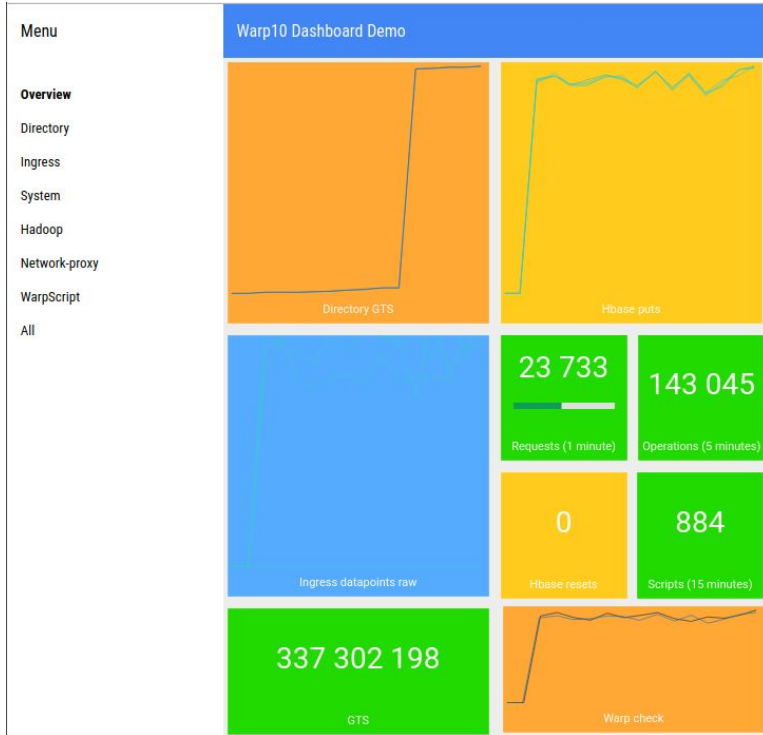 Menu
Overview
Directory
Ingress
System
Hadoop
Network-proxy
WarpScript
All
Warp10 Dashboard Demo
Directory GTS
Hbase puts
Ingress datapoints raw
23 733
Requests (1 minute)
143 045
Operations (5 minutes)
0
Hbase resets
884
Scripts (15 minutes)
337 302 198
GTS
Warp check